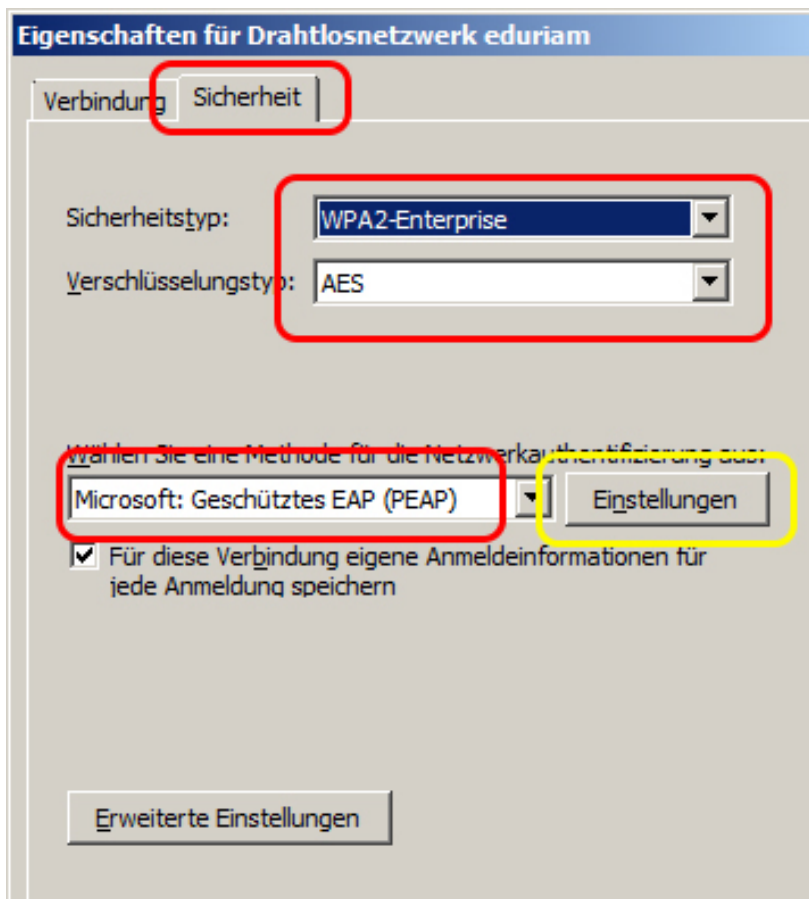 Eigenschaften für Drahtlosnetzwerk eduriam
Verbindung
Sicherheit
Sicherheitstyp:
WPA2-Enterprise
Verschlüsselungstyp:
AES
Wählen Sie eine Methode für die Netzwerkauthentifizierung aus:
Microsoft: Geschütztes EAP (PEAP)
Einstellungen
Für diese Verbindung eigene Anmeldeinformationen für
jede Anmeldung speichern
Erweiterte Einstellungen